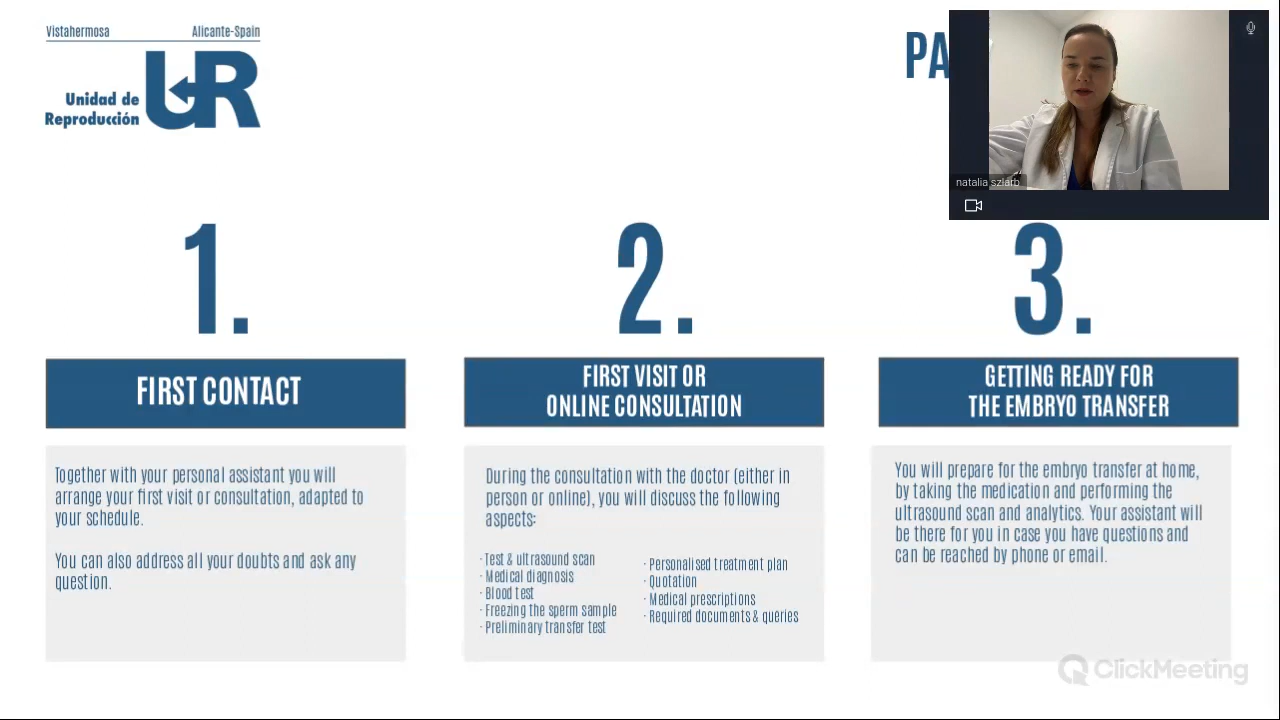 Vistahermosa Alicante-Spain
UR
Unidad de
Reproducción
PA
natalia szlarb
1.
2.
3.
FIRST CONTACT
FIRST VISIT OR
ONLINE CONSULTATION
GETTING READY FOR
THE EMBRYO TRANSFER
Together with your personal assistant you will
arrange your first visit or consultation, adapted to
your schedule.
You can also address all your doubts and ask any
question.
During the consultation with the doctor (either in
person or online), you will discuss the following
aspects:
· Test & ultrasound scan
· Medical diagnosis
· Blood test
· Freezing the sperm sample
· Preliminary transfer test
· Personalised treatment plan
· Quotation
· Medical prescriptions
· Required documents & queries
You will prepare for the embryo transfer at home,
by taking the medication and performing the
ultrasound scan and analytics. Your assistant will
be there for you in case you have questions and
can be reached by phone or email.
ClickMeeting